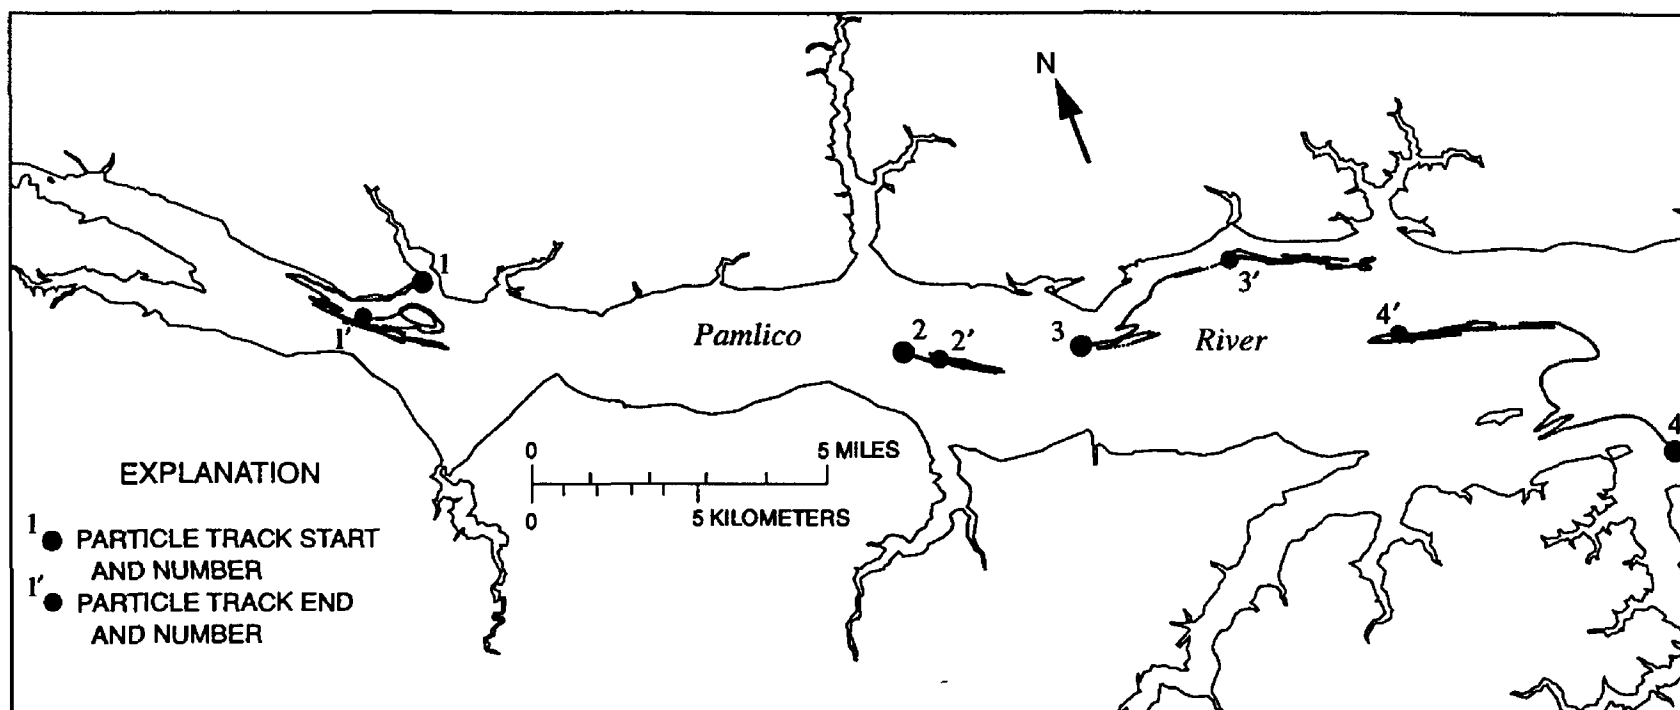 N
1
1′
Pamlico
2
2′
3
3′
River
4′
4
0
5 MILES
0
5 KILOMETERS
EXPLANATION
1
PARTICLE TRACK START
AND NUMBER
1′
PARTICLE TRACK END
AND NUMBER